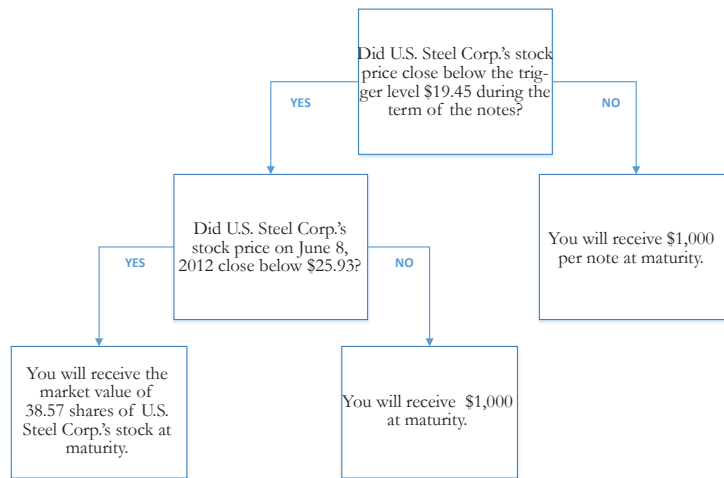 Did U.S. Steel Corp.'s stock
price close below the trig-
ger level $19.45 during the
term of the notes?
YES
NO
Did U.S. Steel Corp.'s
stock price on June 8,
2012 close below $25.93?
You will receive $1,000
per note at maturity.
YES
NO
You will receive the
market value of
38.57 shares of U.S.
Steel Corp.'s stock at
maturity.
You will receive $1,000
at maturity.